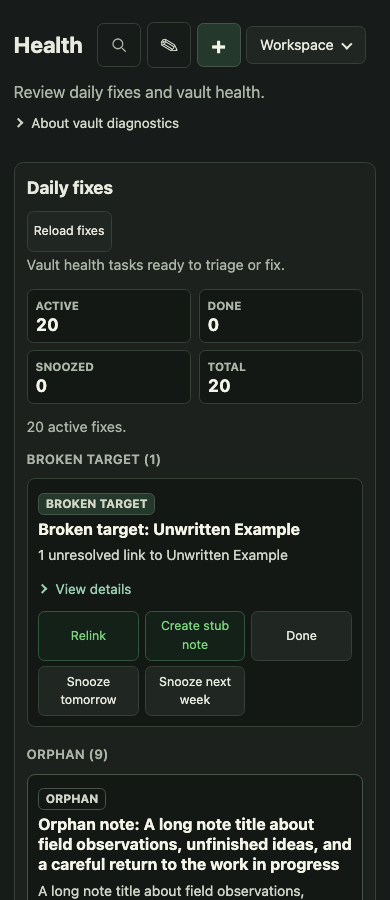 Health
Workspace
Review daily fixes and vault health.
About vault diagnostics
Daily fixes
Reload fixes
Vault health tasks ready to triage or fix.
ACTIVE
20
DONE
0
SNOOZED
0
TOTAL
20
20 active fixes.
BROKEN TARGET (1)
BROKEN TARGET
Broken target: Unwritten Example
1 unresolved link to Unwritten Example
View details
Relink
Create stub
note
Done
Snooze
tomorrow
Snooze next
week
ORPHAN (9)
ORPHAN
Orphan note: A long note title about
field observations, unfinished ideas, and
a careful return to the work in progress
A long note title about field observations,